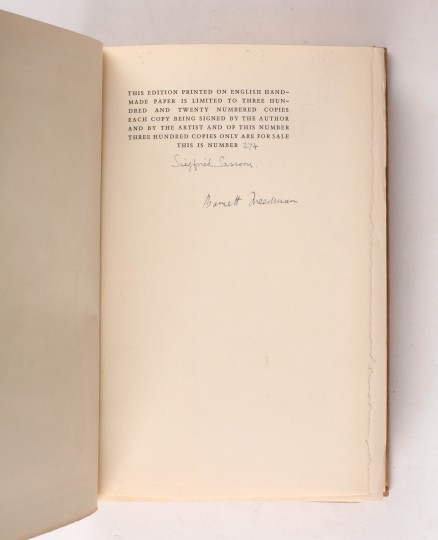 THIS EDITION PRINTED ON ENGLISH HAND-
MADE PAPER IS LIMITED TO THREE HUN-
DRED AND TWENTY NUMBERED COPIES
EACH COPY BEING SIGNED BY THE AUTHOR
AND BY THE ARTIST AND OF THIS NUMBER
THREE HUNDRED COPIES ONLY ARE FOR SALE
THIS IS NUMBER 274
Siegfried Sassoon.
Barnett Freedman